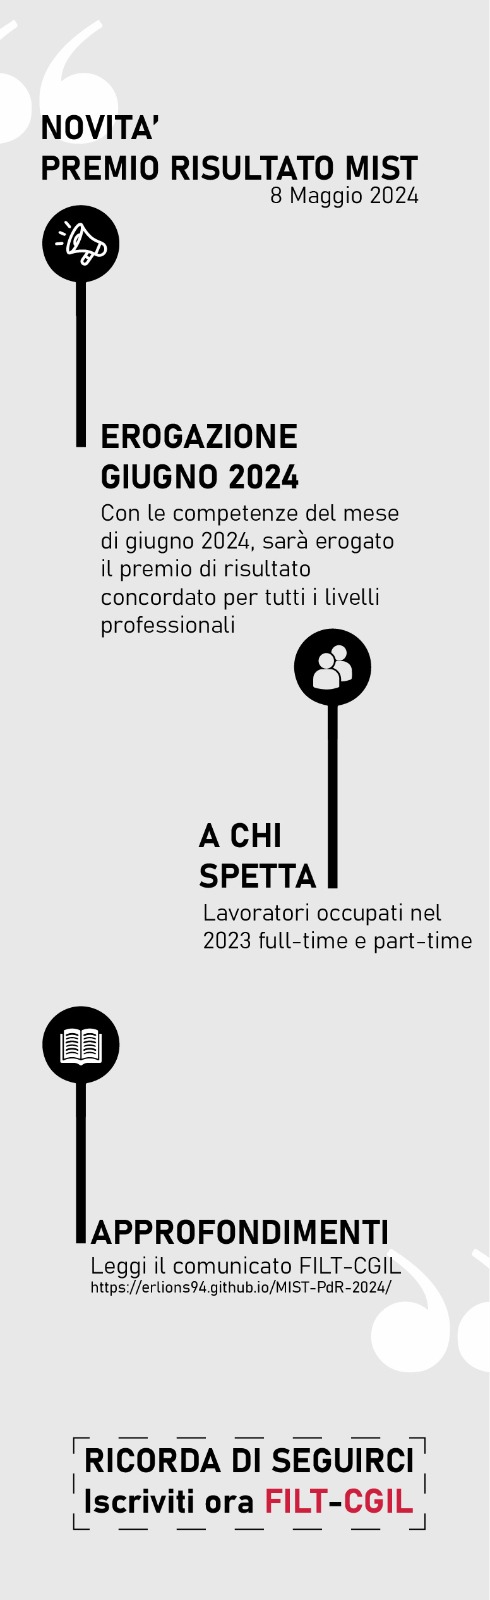 NOVITA'
PREMIO RISULTATO MIST
8 Maggio 2024
EROGAZIONE
GIUGNO 2024
Con le competenze del mese
di giugno 2024, sarà erogato
il premio di risultato
concordato per tutti i livelli
professionali
A CHI
SPETTA
Lavoratori occupati nel
2023 full-time e part-time
APPROFONDIMENTI
Leggi il comunicato FILT-CGIL
https://erlions94.github.io/MIST-PdR-2024/
RICORDA DI SEGUIRCI
Iscriviti ora FILT-CGIL